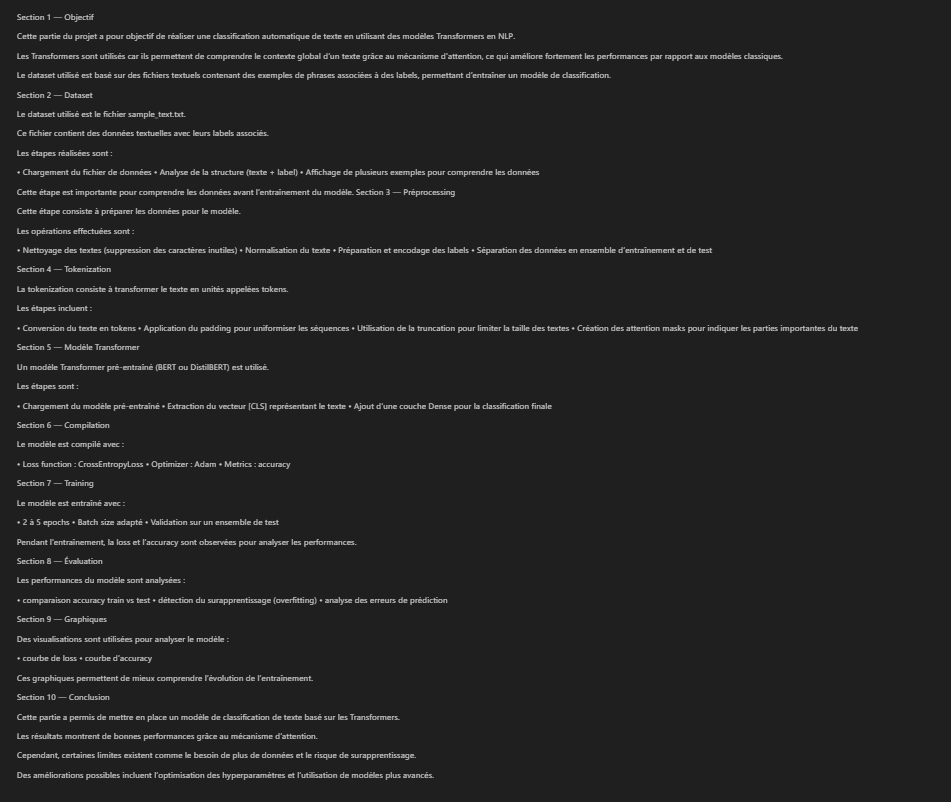 Section 1 — Objectif
Cette partie du projet a pour objectif de réaliser une classification automatique de texte en utilisant des modèles Transformers en NLP.
Les Transformers sont utilisés car ils permettent de comprendre le contexte global d'un texte grâce au mécanisme d'attention, ce qui améliore fortement les performances par rapport aux modèles classiques.
Le dataset utilisé est basé sur des fichiers textuels contenant des exemples de phrases associées à des labels, permettant d'entraîner un modèle de classification.
Section 2 — Dataset
Le dataset utilisé est le fichier sample_text.txt.
Ce fichier contient des données textuelles avec leurs labels associés.
Les étapes réalisées sont :
• Chargement du fichier de données • Analyse de la structure (texte + label) • Affichage de plusieurs exemples pour comprendre les données
Cette étape est importante pour comprendre les données avant l'entraînement du modèle. Section 3 — Préprocessing
Cette étape consiste à préparer les données pour le modèle.
Les opérations effectuées sont :
• Nettoyage des textes (suppression des caractères inutiles) • Normalisation du texte • Préparation et encodage des labels • Séparation des données en ensemble d'entraînement et de test
Section 4 — Tokenization
La tokenization consiste à transformer le texte en unités appelées tokens.
Les étapes incluent :
• Conversion du texte en tokens • Application du padding pour uniformiser les séquences • Utilisation de la truncation pour limiter la taille des textes • Création des attention masks pour indiquer les parties importantes du texte
Section 5 — Modèle Transformer
Un modèle Transformer pré-entraîné (BERT ou DistilBERT) est utilisé.
Les étapes sont :
• Chargement du modèle pré-entraîné • Extraction du vecteur [CLS] représentant le texte • Ajout d'une couche Dense pour la classification finale
Section 6 — Compilation
Le modèle est compilé avec :
• Loss function : CrossEntropyLoss • Optimizer : Adam • Metrics : accuracy
Section 7 — Training
Le modèle est entraîné avec :
• 2 à 5 epochs • Batch size adapté • Validation sur un ensemble de test
Pendant l'entraînement, la loss et l'accuracy sont observées pour analyser les performances.
Section 8 — Évaluation
Les performances du modèle sont analysées :
• comparaison accuracy train vs test • détection du surapprentissage (overfitting) • analyse des erreurs de prédiction
Section 9 — Graphiques
Des visualisations sont utilisées pour analyser le modèle :
• courbe de loss • courbe d'accuracy
Ces graphiques permettent de mieux comprendre l'évolution de l'entraînement.
Section 10 — Conclusion
Cette partie a permis de mettre en place un modèle de classification de texte basé sur les Transformers.
Les résultats montrent de bonnes performances grâce au mécanisme d'attention.
Cependant, certaines limites existent comme le besoin de plus de données et le risque de surapprentissage.
Des améliorations possibles incluent l'optimisation des hyperparamètres et l'utilisation de modèles plus avancés.